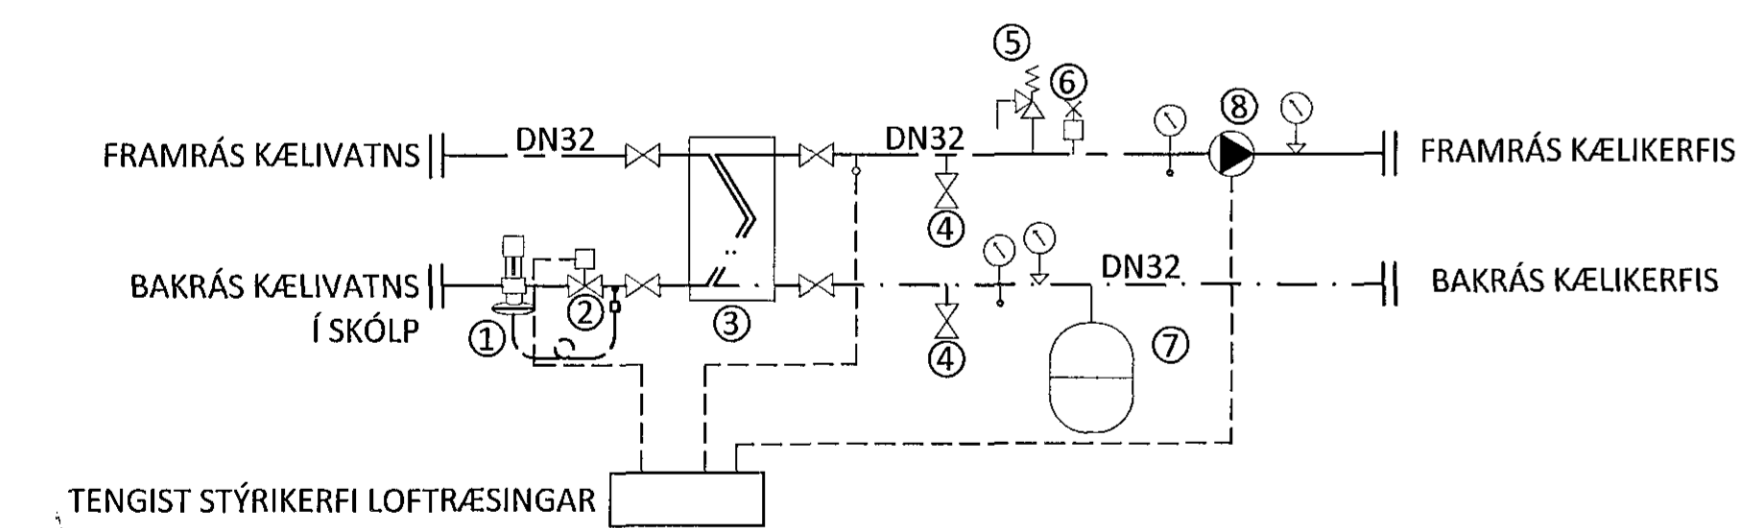 ⑤
⑥
⑧
DN32
DN32
FRAMRÁS KÆLIVATNS
FRAMRÁS KÆLIKERFIS
④
DN32
BAKRÁS KÆLIVATNS
Í SKÓLP
BAKRÁS KÆLIKERFIS
①
②
③
④
⑦
TENGIST STÝRIKERFI LOFTRÆSINGAR